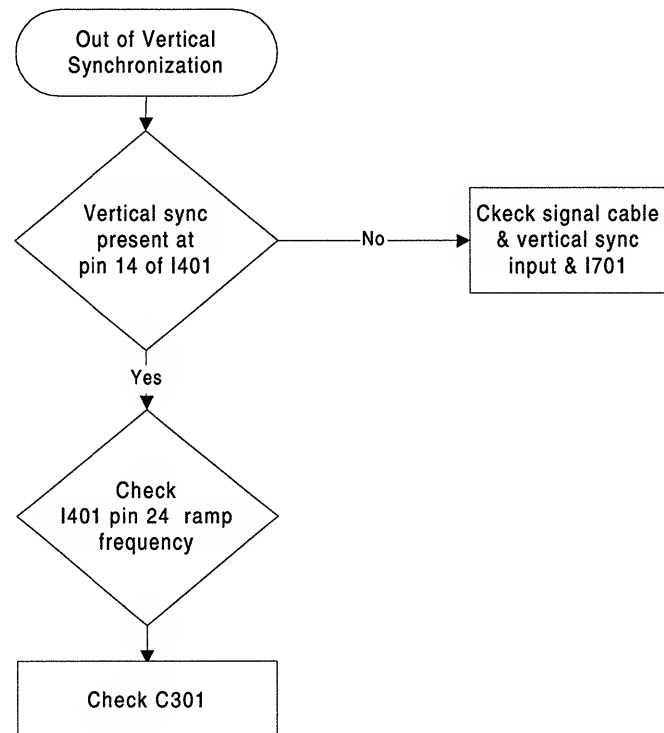 Out of Vertical
Synchronization
Vertical sync
present at
pin 14 of I401
No
Ckeck signal cable
& vertical sync
input & I701
Yes
Check
I401 pin 24 ramp
frequency
Check C301